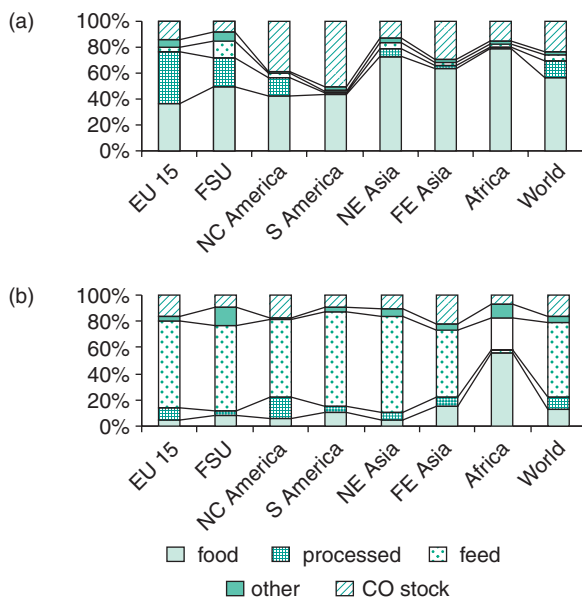 (a)
100%
80%
60%
40%
20%
0%
EU 15
FSU
NC America
S America
NE Asia
FE Asia
Africa
World
(b)
100%
80%
60%
40%
20%
0%
EU 15
FSU
NC America
S America
NE Asia
FE Asia
Africa
World
food processed feed
other CO stock